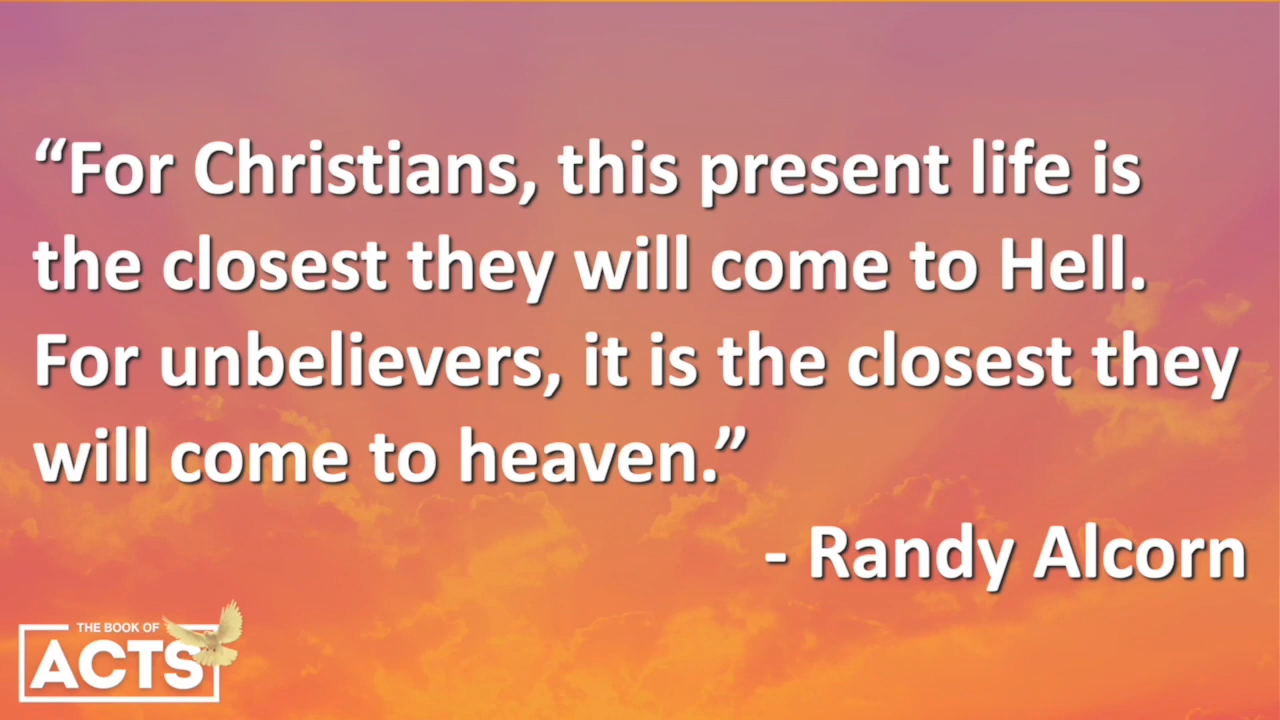 “For Christians, this present life is
the closest they will come to Hell.
For unbelievers, it is the closest they
will come to heaven.”
- Randy Alcorn
THE BOOK OF
ACTS